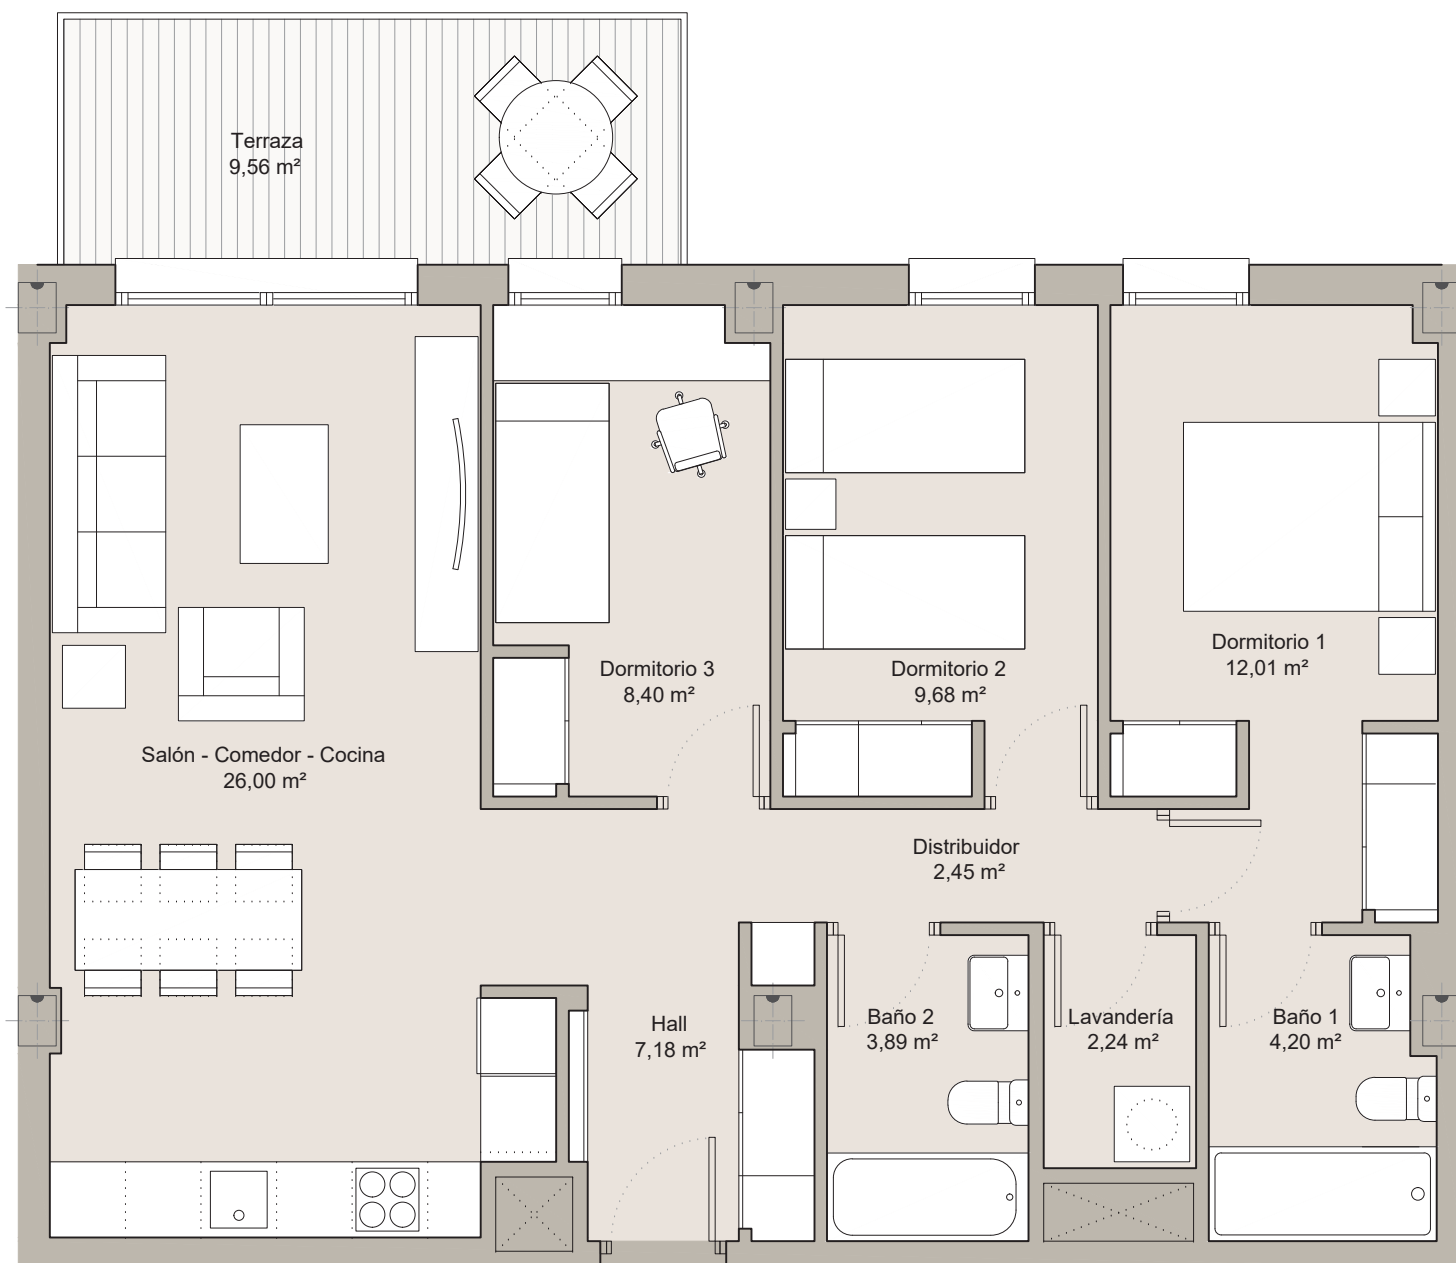 Terraza
9,56 m²
Dormitorio 3
8,40 m²
Dormitorio 2
9,68 m²
Dormitorio 1
12,01 m²
Salón - Comedor - Cocina
26,00 m²
Distribuidor
2,45 m²
Hall
7,18 m²
Baño 2
3,89 m²
Lavandería
2,24 m²
Baño 1
4,20 m²